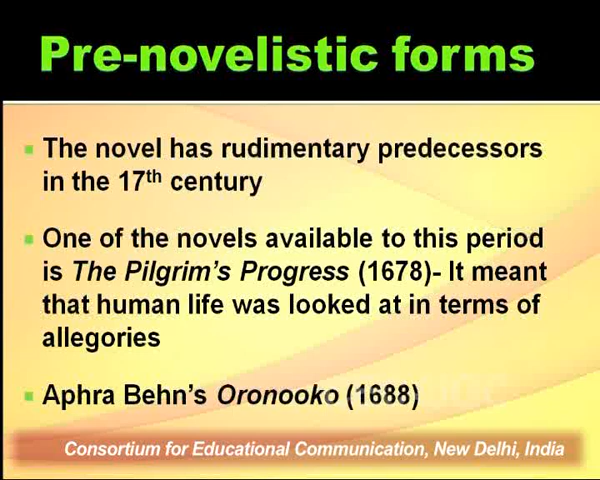 Pre-novelistic forms
The novel has rudimentary predecessors
in the 17th century
One of the novels available to this period
is The Pilgrim's Progress (1678)- It meant
that human life was looked at in terms of
allegories
Aphra Behn's Oronooko (1688)
Consortium for Educational Communication, New Delhi, India